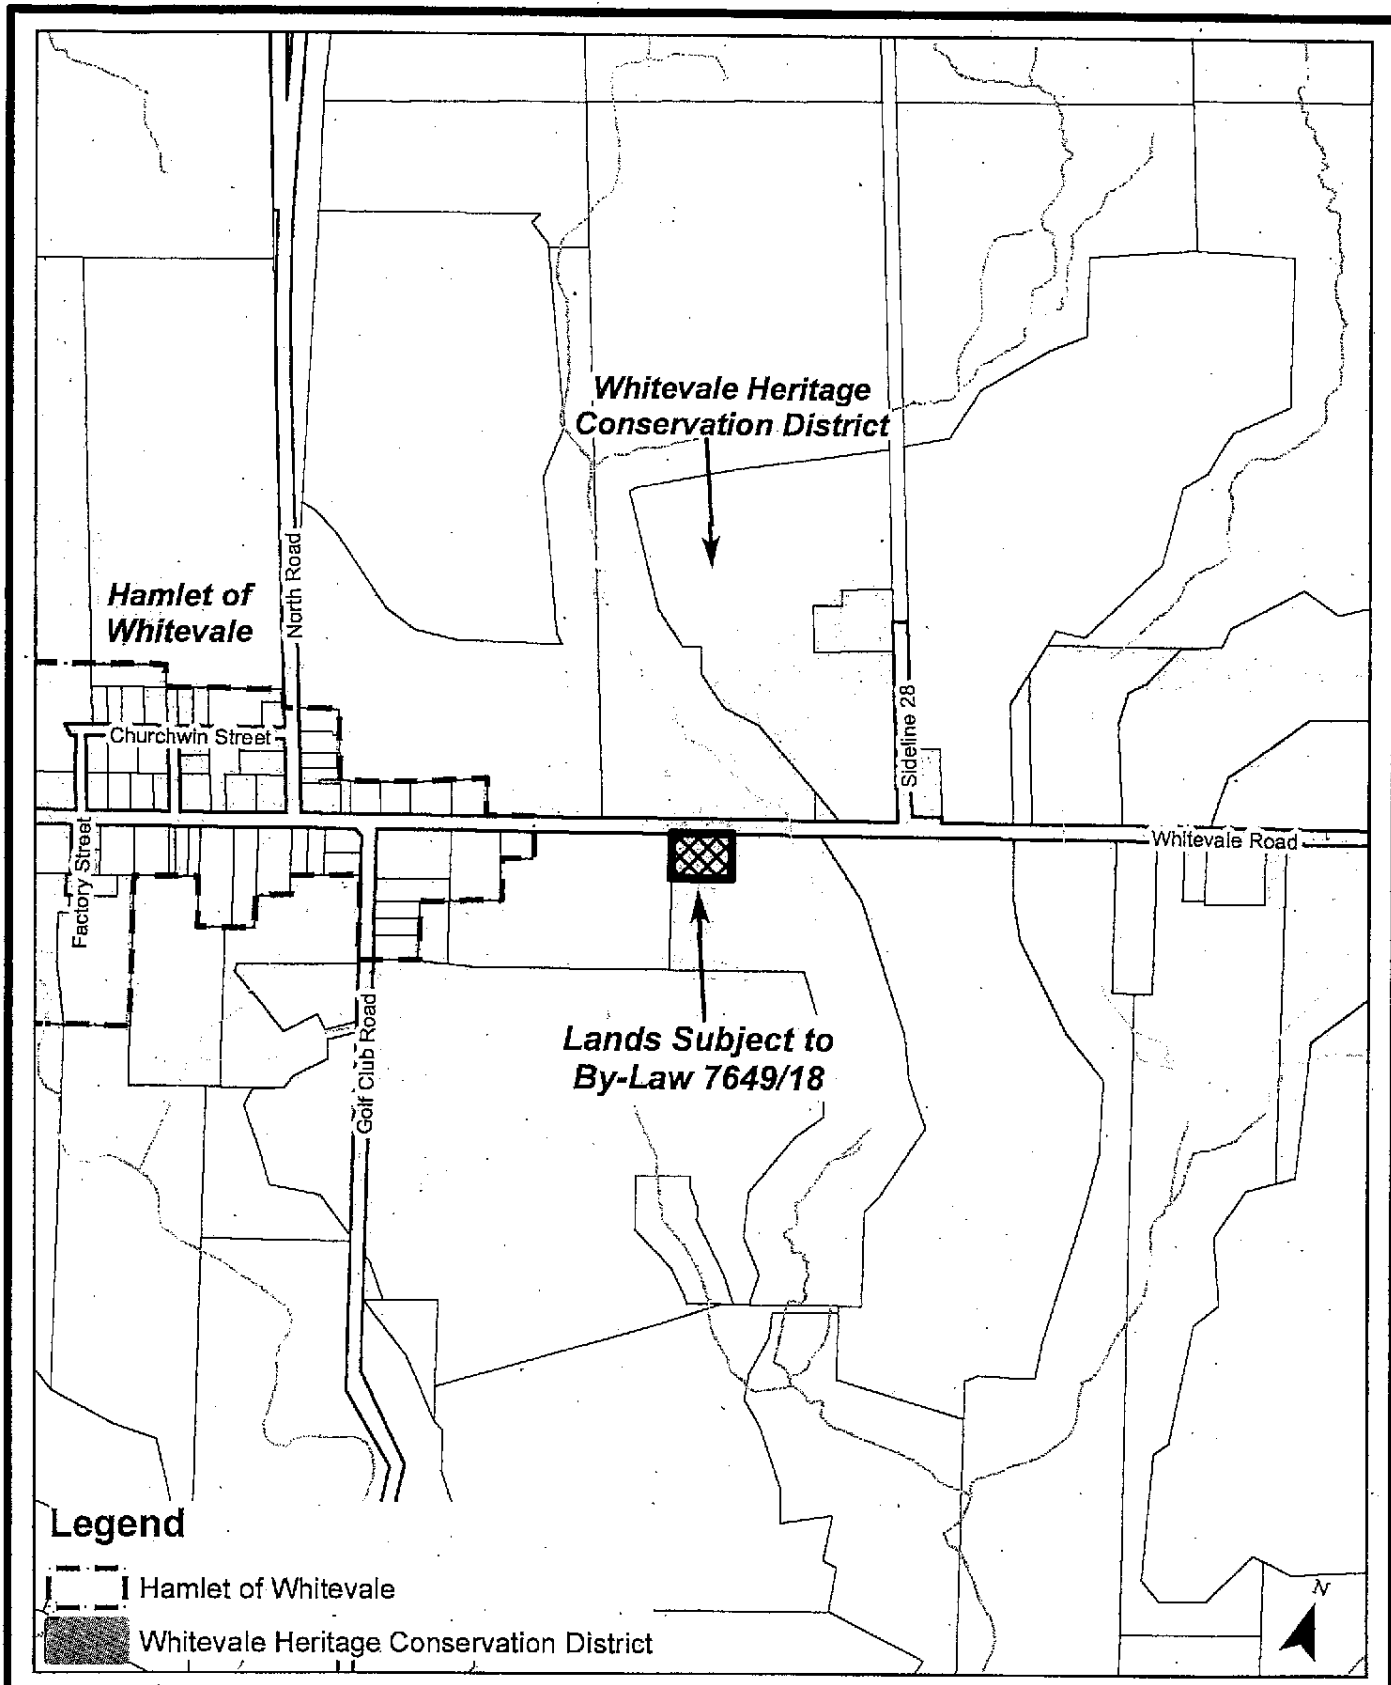 Whitevale Heritage
Conservation District
North Road
Hamlet of
Whitevale
Sideline 28
Churchwin Street
Factory Street
Whitevale Road
Golf Club Road
Lands Subject to
By-Law 7649/18
Legend
Hamlet of Whitevale
Whitevale Heritage Conservation District
N